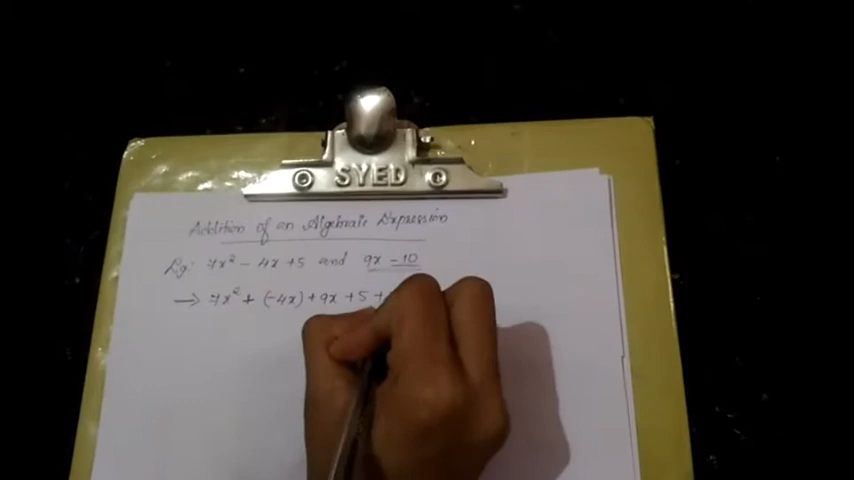 SYED
Addition of an Algebraic Expression
Eg: 7x² - 4x + 5 and 9x - 10
→ 7x² + (-4x) + 9x + 5 +